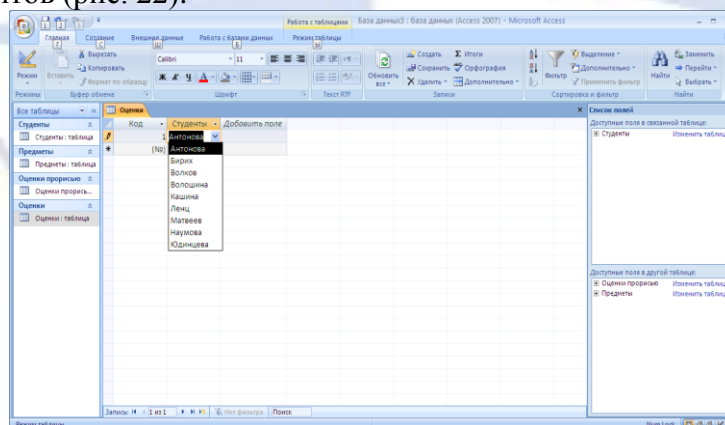 тов (рис. 22).
Работа с таблицами База данных3 : база данных (Access 2007) - Microsoft Access
Главная Создание Внешние данные Работа с базами данных Режим таблицы
Режим
Вставить
Вырезать
Копировать
Формат по образцу
Calibri 11
Ж К Ч
Обновить все
Создать
Сохранить
Удалить
Итоги
Орфография
Дополнительно
Фильтр
Выделение
Дополнительно
Применить фильтр
Найти
Заменить
Перейти
Выбрать
Режимы Буфер обмена Шрифт Текст RTF Записи Сортировка и фильтр Найти
Все таблицы
Студенты
Студенты : таблица
Предметы
Предметы : таблица
Оценки прорисью
Оценки прорись...
Оценки
Оценки : таблица
Оценки
Код Студенты Добавить поле
1 Антонова
(№) Антонова
Бирих
Волков
Волошина
Кашина
Ленц
Матвеев
Наумова
Юдинцева
Список полей
Доступные поля в связанной таблице:
Студенты Изменить таблиц
Доступные поля в другой таблице:
Оценки прорисью Изменить таблиц
Предметы Изменить таблиц
Запись: 1 из 1 Нет фильтра Поиск
Режим таблицы Num Lock